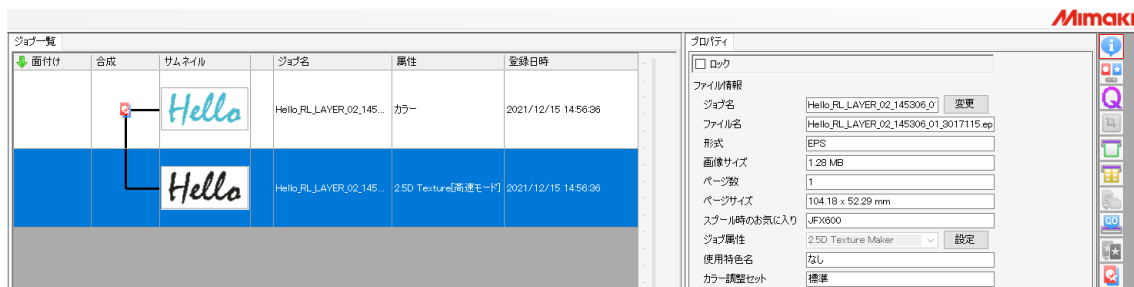 Mimaki
ジョブ一覧
面付け 合成 サムネイル ジョブ名 属性 登録日時
Hello Hello_RL_LAYER_02_145... カラー 2021/12/15 14:56:36
Hello Hello_RL_LAYER_02_145... 2.5D Texture[高速モード] 2021/12/15 14:56:36
プロパティ
ロック
ファイル情報
ジョブ名 Hello_RL_LAYER_02_145306_0 変更
ファイル名 Hello_RL_LAYER_02_145306_01_3017115.ep
形式 EPS
画像サイズ 1.28 MB
ページ数 1
ページサイズ 104.18 x 52.29 mm
スプール時のお気に入り JFX600
ジョブ属性 2.5D Texture Maker 設定
使用特色名 なし
カラー調整セット 標準
GO